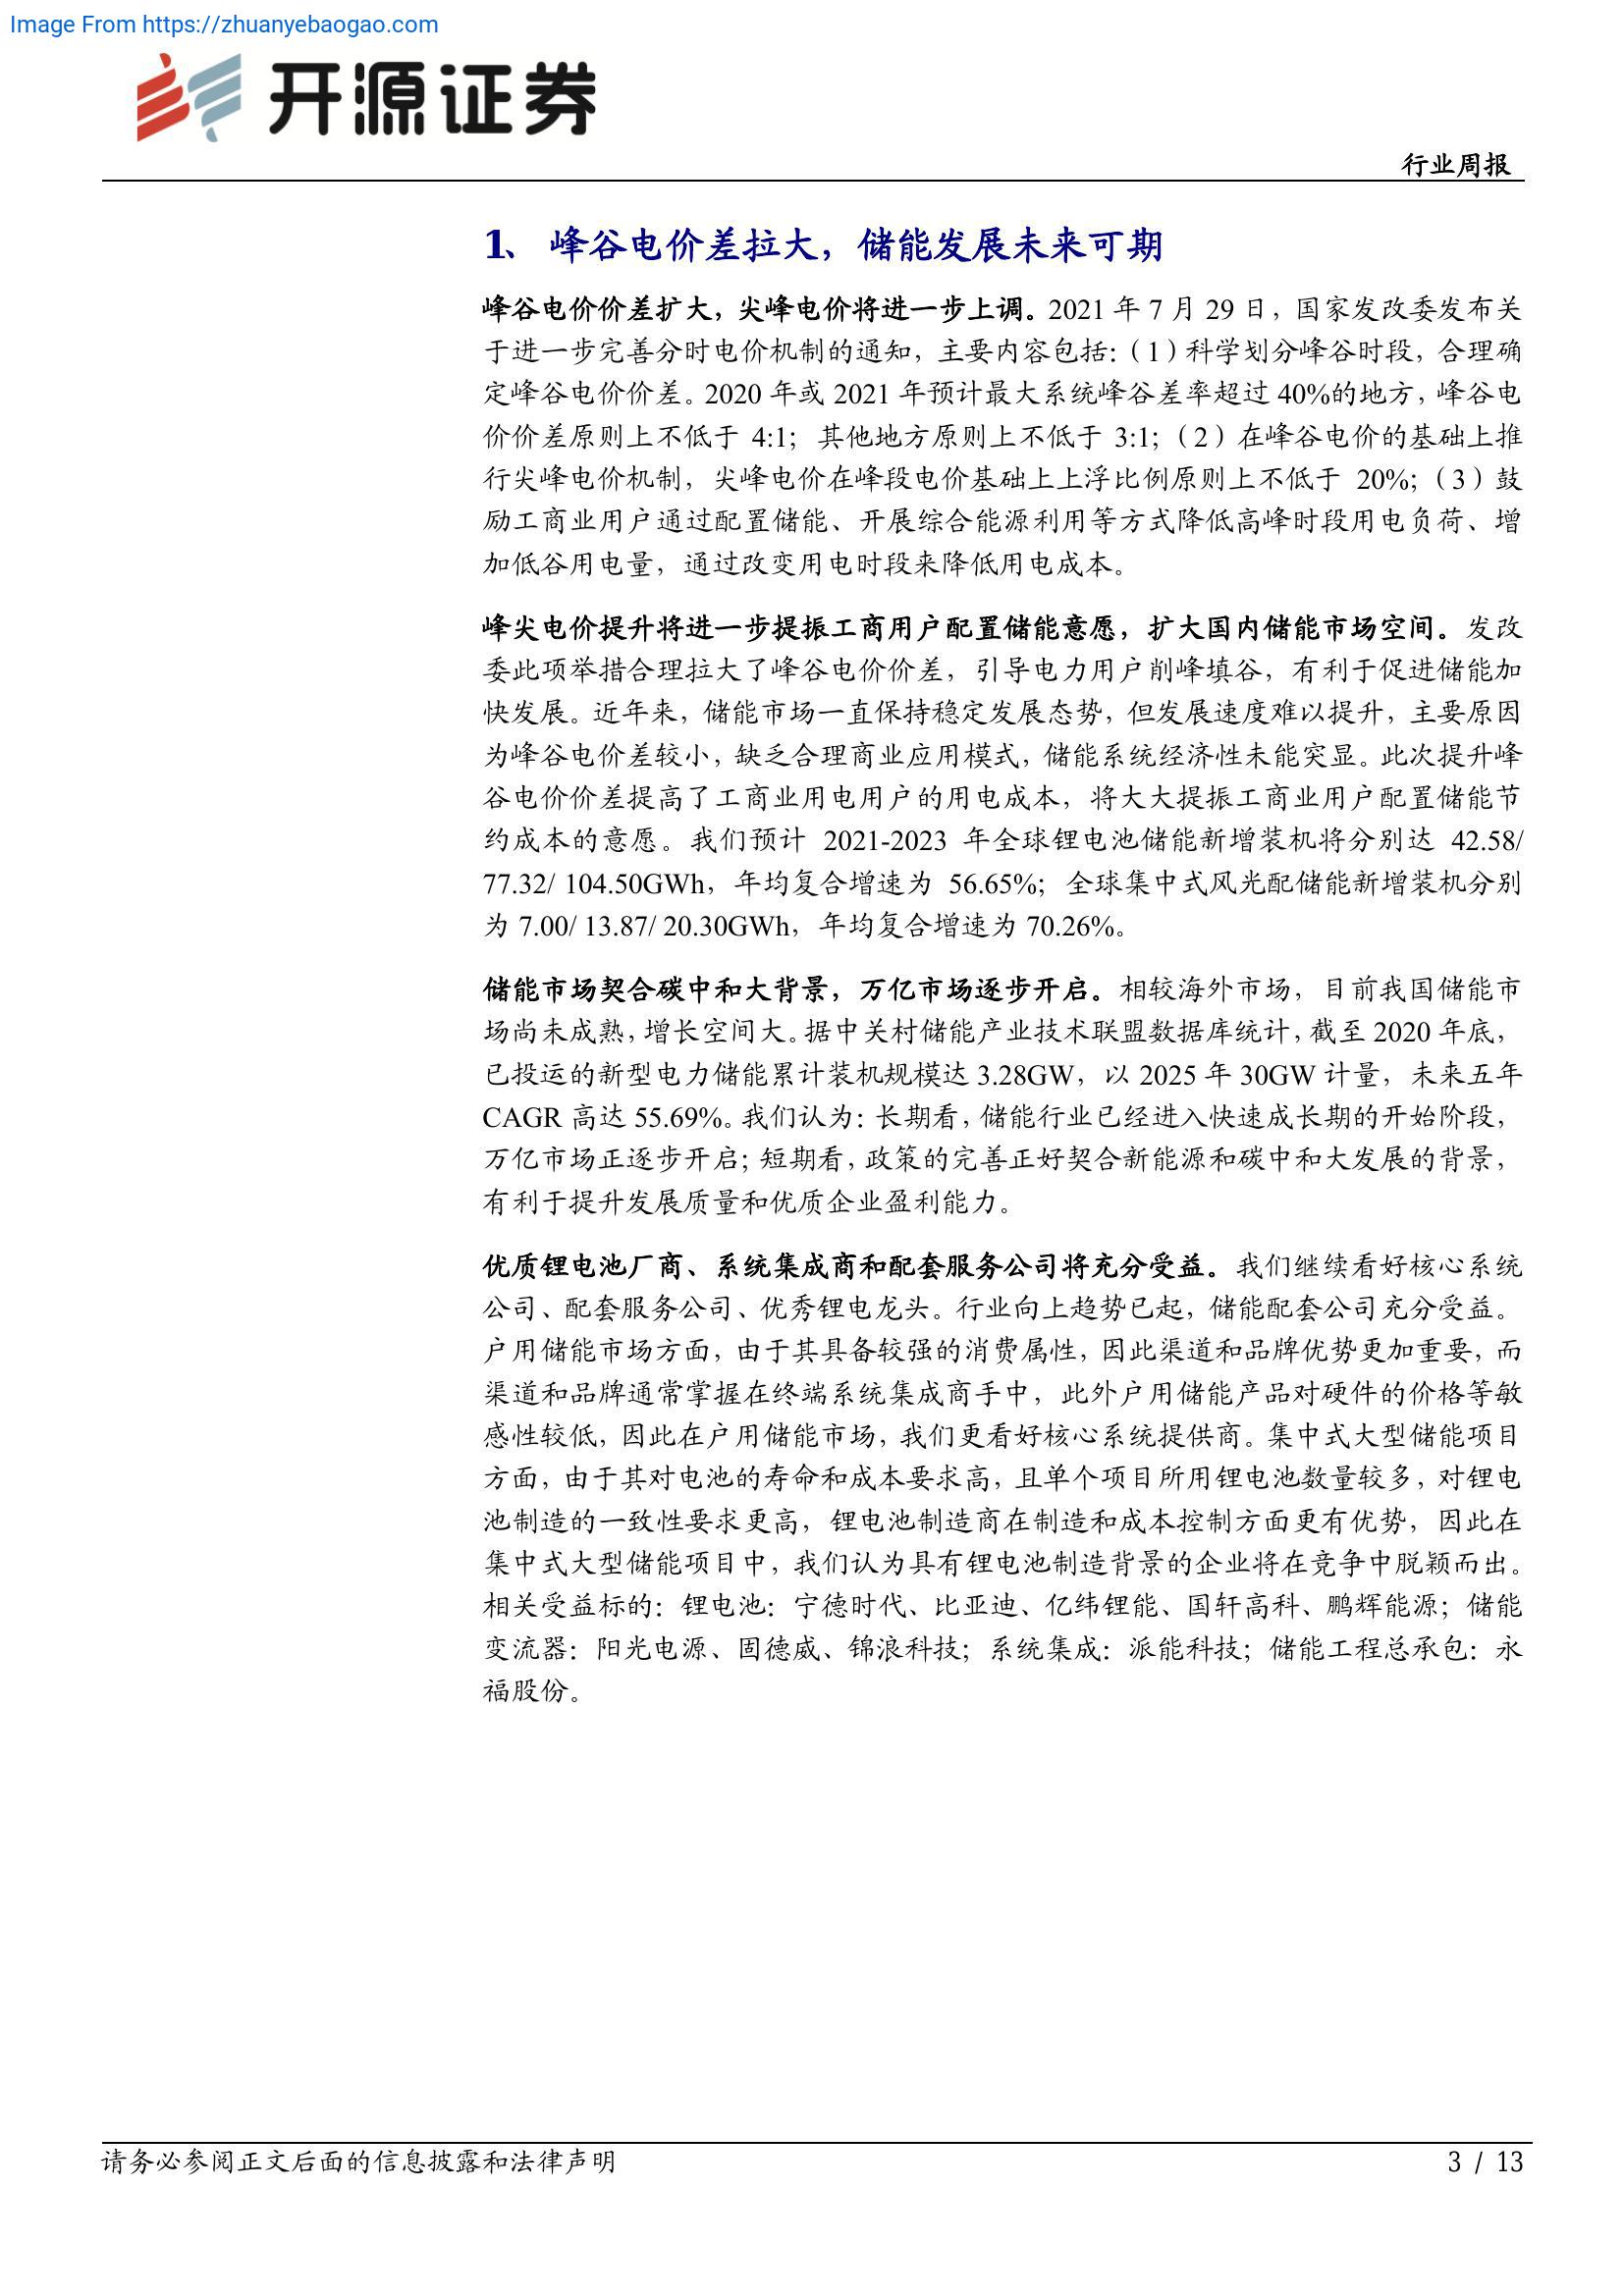 Image From https://zhuanyebaogao.com
开源证券
行业周报
1、 峰谷电价差拉大，储能发展未来可期
峰谷电价价差扩大，尖峰电价将进一步上调。2021 年 7 月 29 日，国家发改委发布关
于进一步完善分时电价机制的通知，主要内容包括：（1）科学划分峰谷时段，合理确
定峰谷电价价差。2020 年或 2021 年预计最大系统峰谷差率超过 40%的地方，峰谷电
价价差原则上不低于 4:1；其他地方原则上不低于 3:1；（2）在峰谷电价的基础上推
行尖峰电价机制，尖峰电价在峰段电价基础上上浮比例原则上不低于 20%；（3）鼓
励工商业用户通过配置储能、开展综合能源利用等方式降低高峰时段用电负荷、增
加低谷用电量，通过改变用电时段来降低用电成本。
峰尖电价提升将进一步提振工商用户配置储能意愿，扩大国内储能市场空间。发改
委此项举措合理拉大了峰谷电价价差，引导电力用户削峰填谷，有利于促进储能加
快发展。近年来，储能市场一直保持稳定发展态势，但发展速度难以提升，主要原因
为峰谷电价差较小，缺乏合理商业应用模式，储能系统经济性未能突显。此次提升峰
谷电价价差提高了工商业用电用户的用电成本，将大大提振工商业用户配置储能节
约成本的意愿。我们预计 2021-2023 年全球锂电池储能新增装机将分别达 42.58/
77.32/ 104.50GWh，年均复合增速为 56.65%；全球集中式风光配储能新增装机分别
为 7.00/ 13.87/ 20.30GWh，年均复合增速为 70.26%。
储能市场契合碳中和大背景，万亿市场逐步开启。相较海外市场，目前我国储能市
场尚未成熟，增长空间大。据中关村储能产业技术联盟数据库统计，截至 2020 年底，
已投运的新型电力储能累计装机规模达 3.28GW，以 2025 年 30GW 计量，未来五年
CAGR 高达 55.69%。我们认为：长期看，储能行业已经进入快速成长期的开始阶段，
万亿市场正逐步开启；短期看，政策的完善正好契合新能源和碳中和大发展的背景，
有利于提升发展质量和优质企业盈利能力。
优质锂电池厂商、系统集成商和配套服务公司将充分受益。我们继续看好核心系统
公司、配套服务公司、优秀锂电龙头。行业向上趋势已起，储能配套公司充分受益。
户用储能市场方面，由于其具备较强的消费属性，因此渠道和品牌优势更加重要，而
渠道和品牌通常掌握在终端系统集成商手中，此外户用储能产品对硬件的价格等敏
感性较低，因此在户用储能市场，我们更看好核心系统提供商。集中式大型储能项目
方面，由于其对电池的寿命和成本要求高，且单个项目所用锂电池数量较多，对锂电
池制造的一致性要求更高，锂电池制造商在制造和成本控制方面更有优势，因此在
集中式大型储能项目中，我们认为具有锂电池制造背景的企业将在竞争中脱颖而出。
相关受益标的：锂电池：宁德时代、比亚迪、亿纬锂能、国轩高科、鹏辉能源；储能
变流器：阳光电源、固德威、锦浪科技；系统集成：派能科技；储能工程总承包：永
福股份。
请务必参阅正文后面的信息披露和法律声明
3 / 13